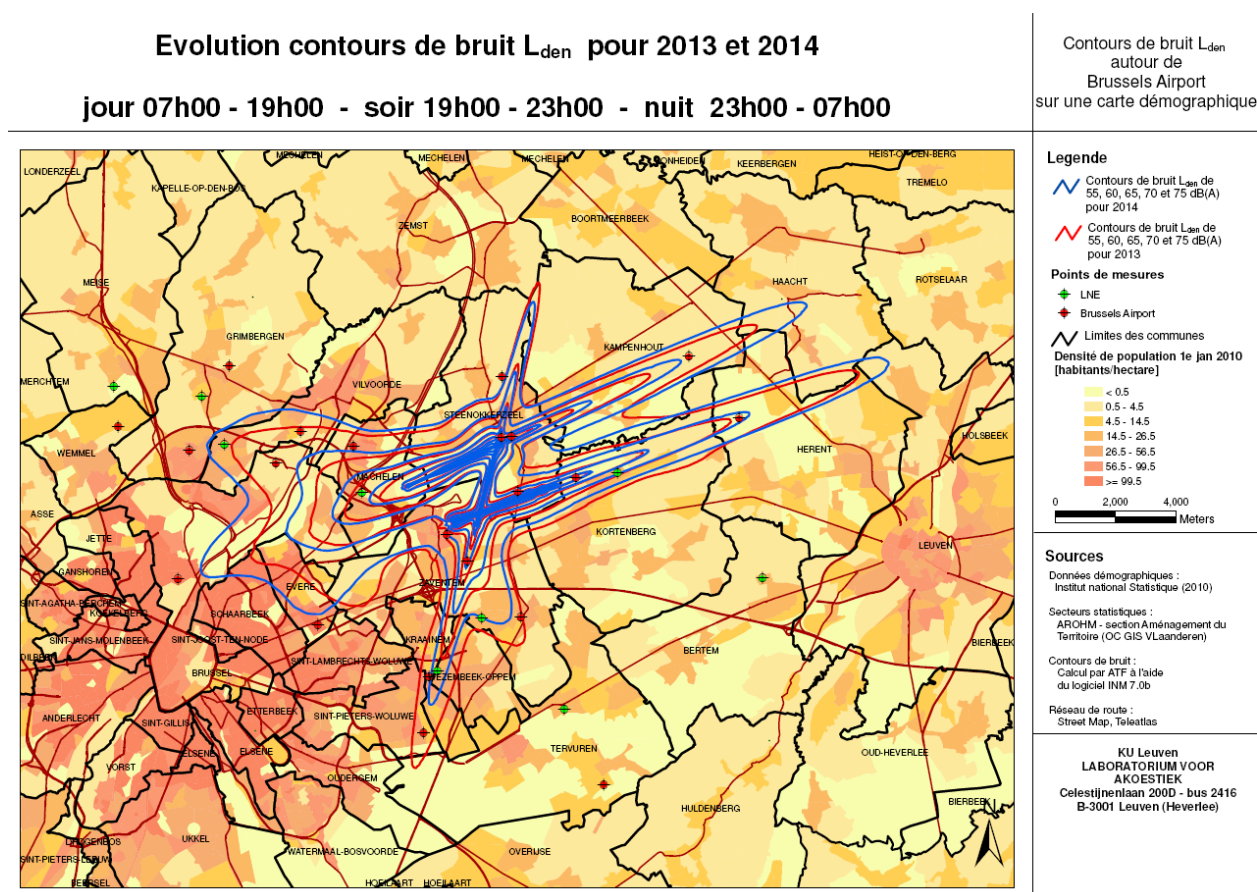 Evolution contours de bruit Lden pour 2013 et 2014
jour 07h00 - 19h00 - soir 19h00 - 23h00 - nuit 23h00 - 07h00
Contours de bruit Lden
autour de
Brussels Airport
sur une carte démographique
MECHELEN
MECHELEN
MECHELEN
KEERBERGEN
HEIST-OP-DEN-BERG
LONDERZEEL
KAPELLE-OP-DEN-BOS
TREMELO
ZEMST
BOORTMEERBEEK
MEISE
HAACHT
ROTSELAAR
GRIMBERGEN
KAMPENHOUT
MERCHTEM
VILVOORDE
STEENOKKERZEEL
HOLSBEEK
WEMMEL
HERENT
MACHELEN
ASSE
JETTE
KORTENBERG
LEUVEN
GANSHOREN
EVERE
ZAVENTEM
SINT-AGATHA-BERCHEM
KOEKELBERG
SCHAARBEEK
SINT-JANS-MOLENBEEK
SINT-JOOST-TEN-NODE
KRAAINEM
BERTEM
BIERBEEK
SINT-LAMBRECHTS-WOLUWE
BRUSSEL
WEZEMBEEK-OPPEM
ETTERBEEK
SINT-PIETERS-WOLUWE
ANDERLECHT
SINT-GILLIS
ELSENE
ELSENE
TERVUREN
OUD-HEVERLEE
VORST
OUDERGEM
HULDENBERG
BIERBEEK
UKKEL
DROGENBOS
WATERMAAL-BOSVOORDE
OVERIJSE
SINT-PIETERS-LEEUW
BEERSEL
HOEILAART
HOEILAART
N
Legende
Contours de bruit Lden de
55, 60, 65, 70 et 75 dB(A)
pour 2014
Contours de bruit Lden de
55, 60, 65, 70 et 75 dB(A)
pour 2013
Points de mesures
LNE
Brussels Airport
Limites des communes
Densité de population 1e jan 2010
[habitants/hectare]
< 0.5
0.5 - 4.5
4.5 - 14.5
14.5 - 26.5
26.5 - 56.5
56.5 - 99.5
>= 99.5
0 2,000 4,000
Meters
Sources
Données démographiques :
Institut national Statistique (2010)
Secteurs statistiques :
AROHM - section Aménagement du
Territoire (OC GIS VLaanderen)
Contours de bruit :
Calcul par ATF à l'aide
du logiciel INM 7.0b
Réseau de route :
Street Map, Teleatlas
KU Leuven
LABORATORIUM VOOR
AKOESTIEK
Celestijnenlaan 200D - bus 2416
B-3001 Leuven (Heverlee)